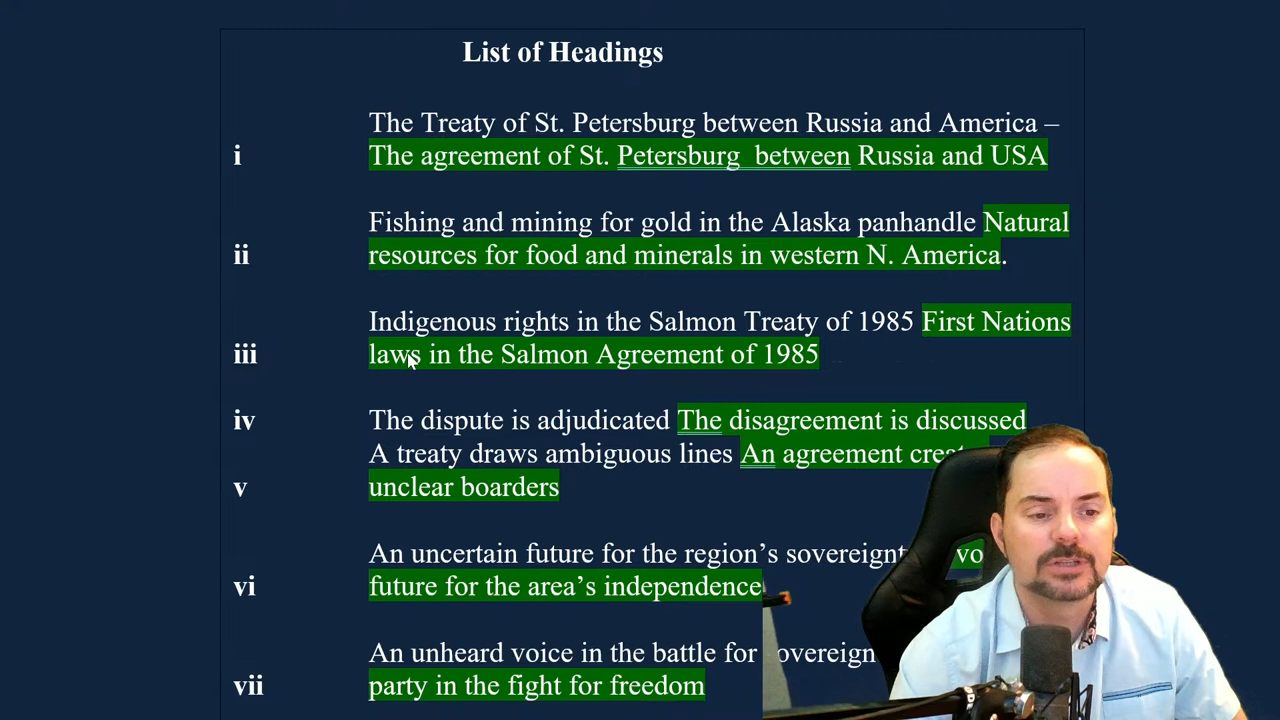 List of Headings
The Treaty of St. Petersburg between Russia and America –
i The agreement of St. Petersburg between Russia and USA
Fishing and mining for gold in the Alaska panhandle Natural
ii resources for food and minerals in western N. America.
Indigenous rights in the Salmon Treaty of 1985 First Nations
iii laws in the Salmon Agreement of 1985
iv The dispute is adjudicated The disagreement is discussed
A treaty draws ambiguous lines An agreement
v unclear boarders
An uncertain future for the region's
vi future for the area's independence
An unheard voice in the battle for
vii party in the fight for freedom